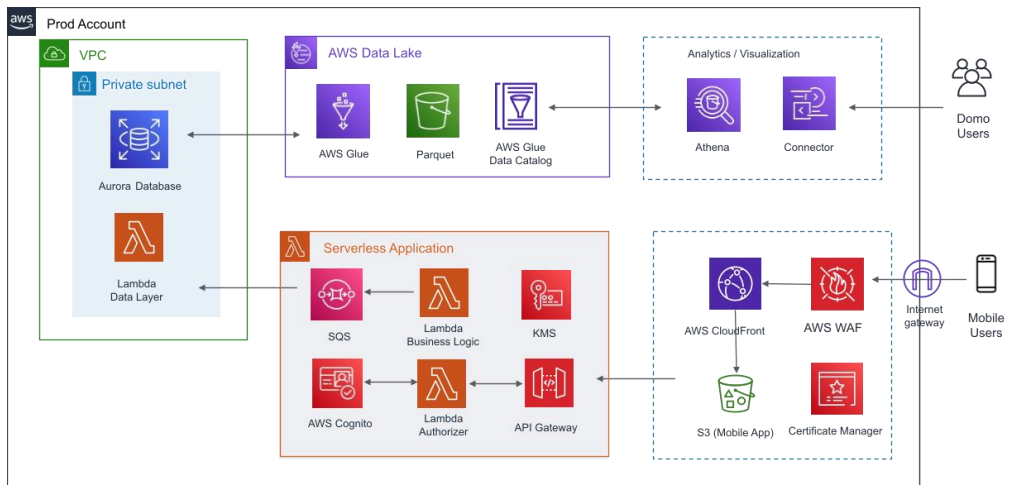 aws
Prod Account
VPC
Private subnet
Aurora Database
Lambda
Data Layer
AWS Data Lake
AWS Glue
Parquet
AWS Glue
Data Catalog
Analytics / Visualization
Athena
Connector
Domo
Users
Serverless Application
SQS
Lambda
Business Logic
KMS
AWS Cognito
Lambda
Authorizer
API Gateway
AWS CloudFront
AWS WAF
S3 (Mobile App)
Certificate Manager
Internet
gateway
Mobile
Users